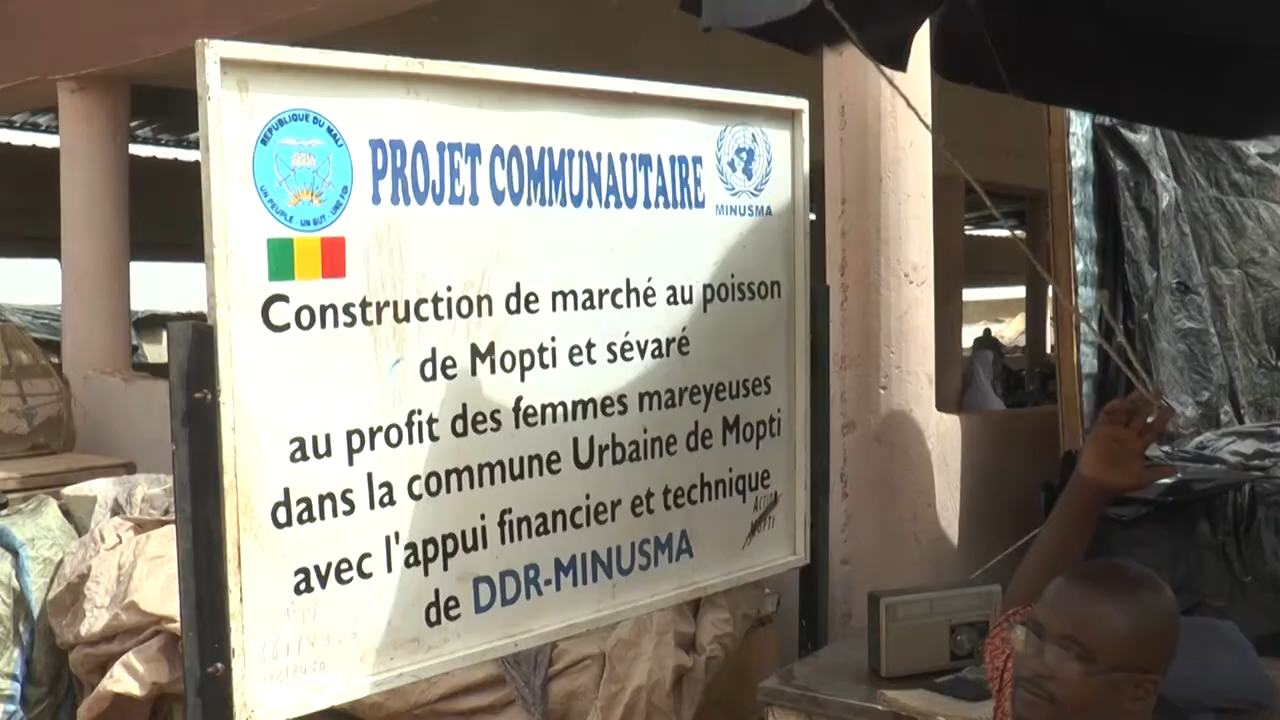 REPUBLIQUE DU MALI
UN PEUPLE - UN BUT - UNE FOI
PROJET COMMUNAUTAIRE
MINUSMA
Construction de marché au poisson
de Mopti et sévaré
au profit des femmes mareyeuses
dans la commune Urbaine de Mopti
avec l'appui financier et technique
de DDR-MINUSMA